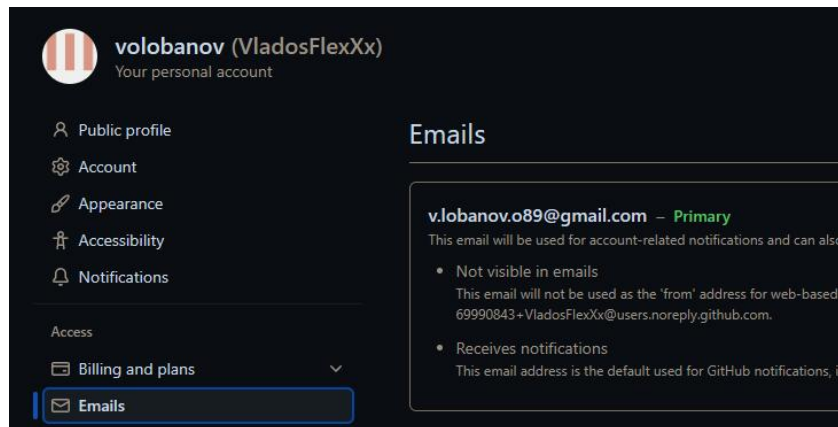 volobanov (VladosFlexXx)
Your personal account
Public profile
Account
Appearance
Accessibility
Notifications
Access
Billing and plans
Emails
Emails
v.lobanov.o89@gmail.com – Primary
This email will be used for account-related notifications and can also
• Not visible in emails
This email will not be used as the 'from' address for web-based
69990843+VladosFlexXx@users.noreply.github.com.
• Receives notifications
This email address is the default used for GitHub notifications, i